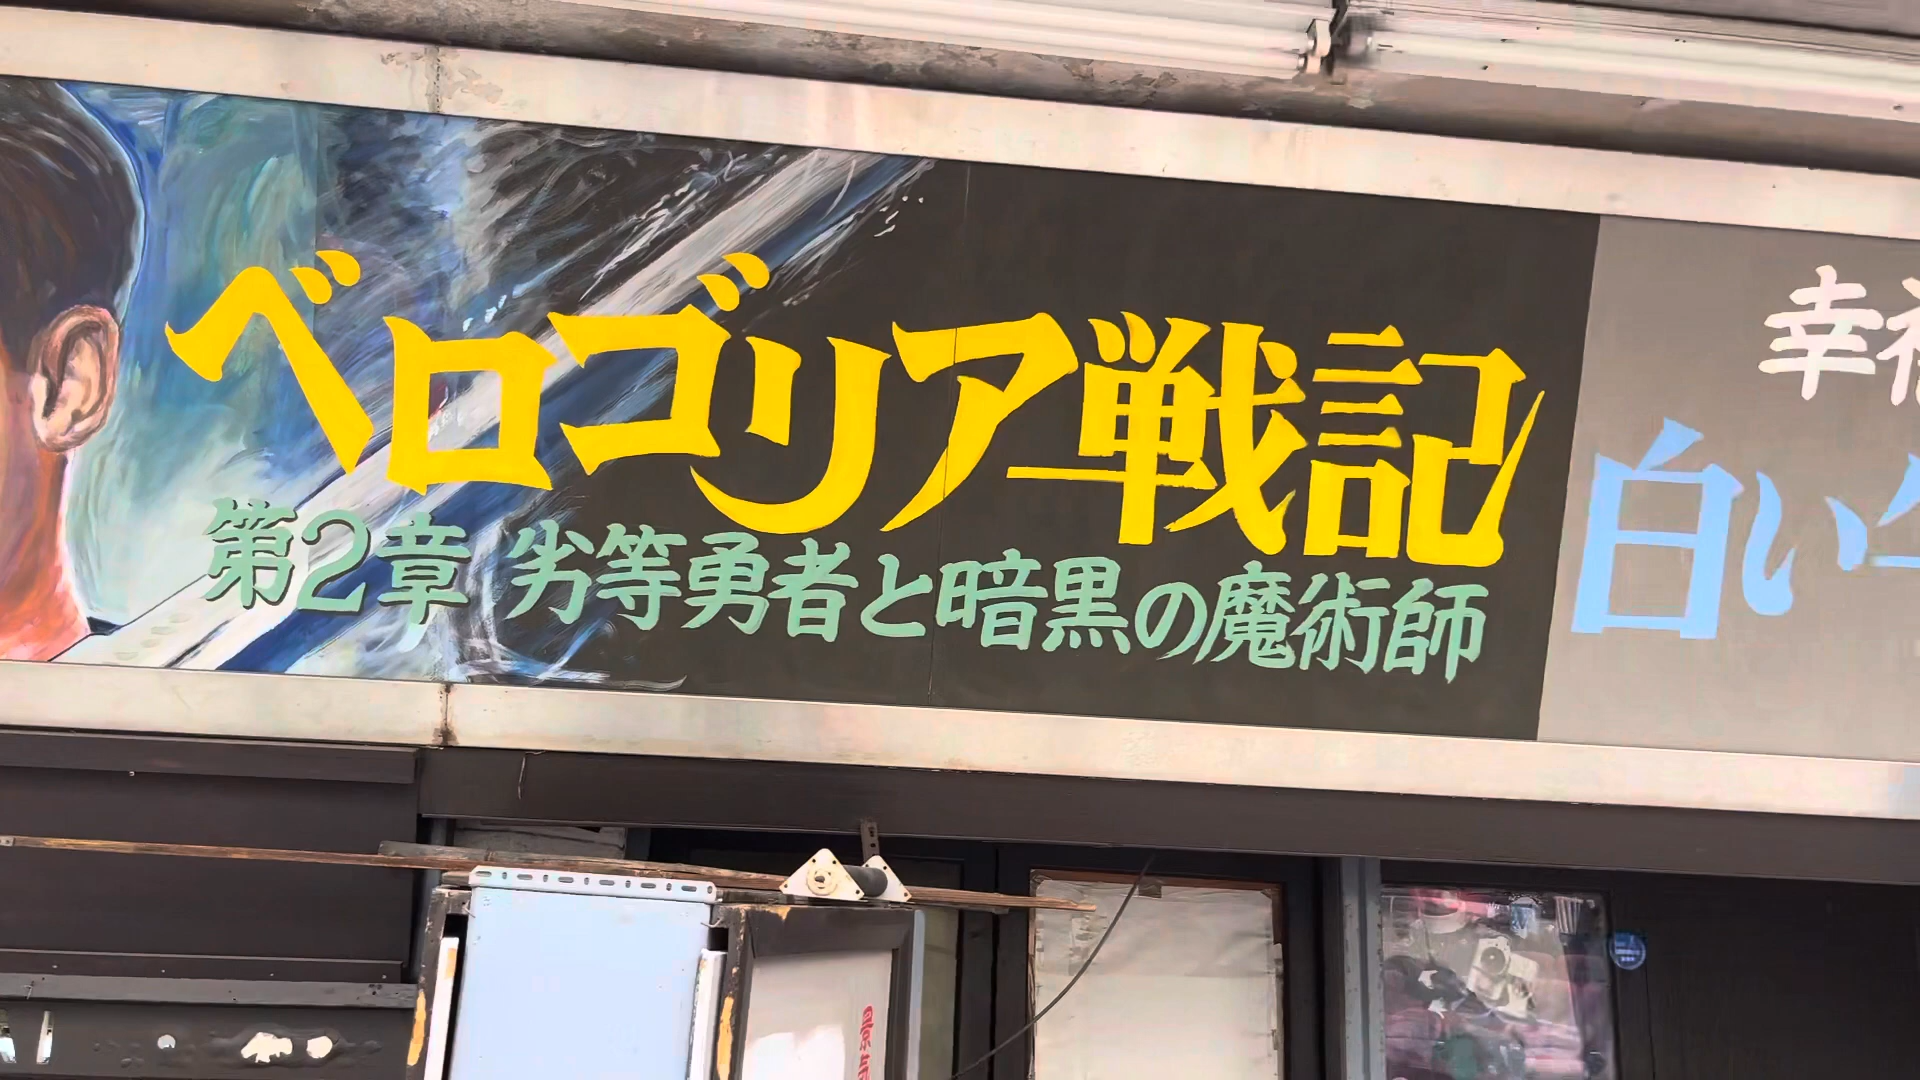 ベロゴリア戦記
第2章 劣等勇者と暗黒の魔術師
幸福
白い